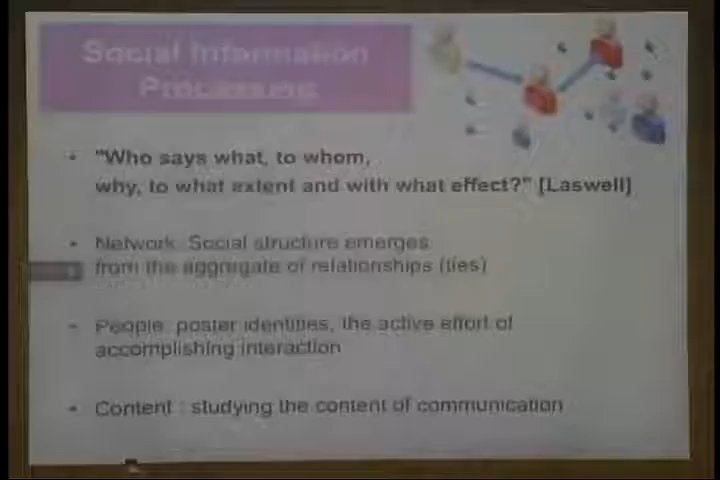 Social Information
Processing
• "Who says what, to whom,
why, to what extent and with what effect?" [Laswell]
• Network: Social structure emerges
from the aggregate of relationships (ties)
• People: poster identities, the active effort of
accomplishing interaction
• Content : studying the content of communication